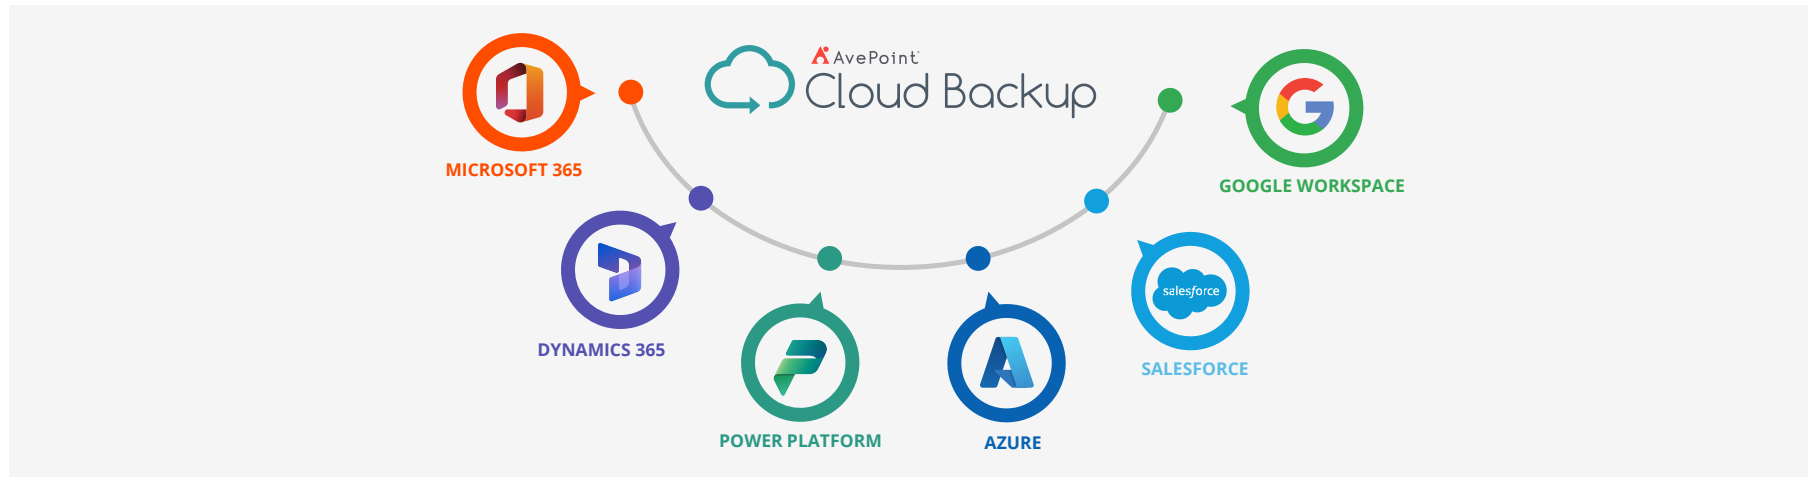 AvePoint
Cloud Backup
MICROSOFT 365
GOOGLE WORKSPACE
DYNAMICS 365
salesforce
SALESFORCE
POWER PLATFORM
AZURE